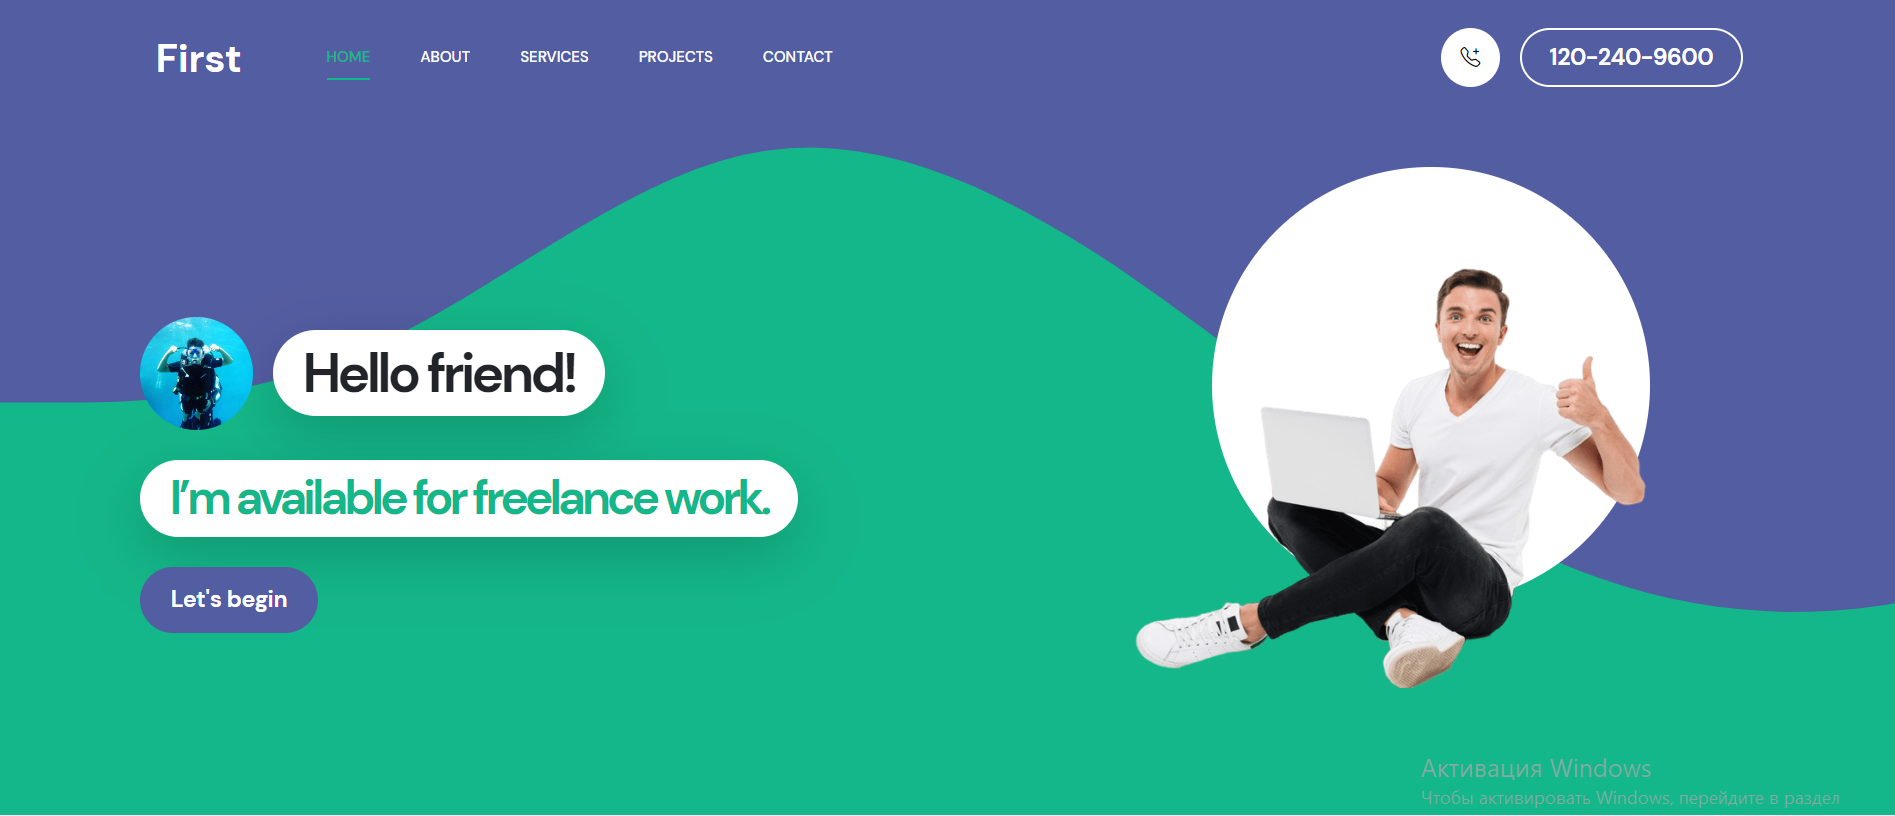 First
HOME ABOUT SERVICES PROJECTS CONTACT
120-240-9600
Hello friend!
I’m available for freelance work.
Let's begin
Активация Windows
Чтобы активировать Windows, перейдите в раздел